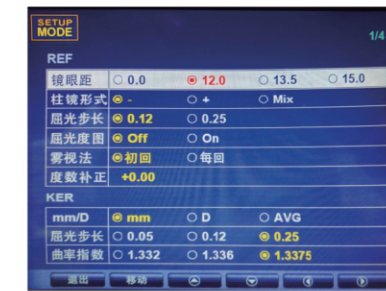 SETUP
MODE
1/4
REF
镜眼距 0.0 12.0 13.5 15.0
柱镜形式 - + Mix
屈光步长 0.12 0.25
屈光度图 Off On
雾视法 初回 每回
度数补正 +0.00
KER
mm/D mm D AVG
屈光步长 0.05 0.12 0.25
曲率指数 1.332 1.336 1.3375
退出 移动